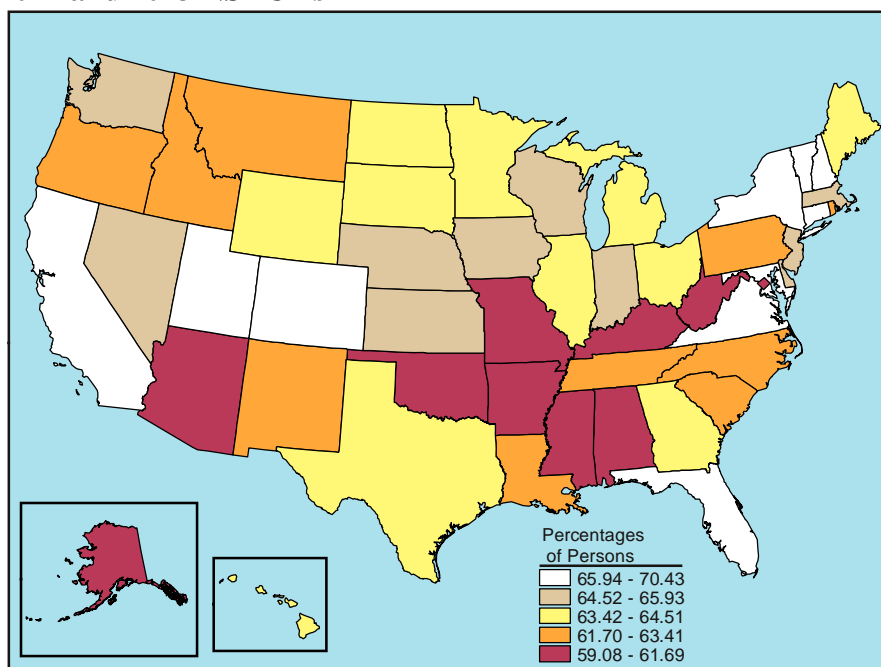 Percentages
of Persons
65.94 - 70.43
64.52 - 65.93
63.42 - 64.51
61.70 - 63.41
59.08 - 61.69